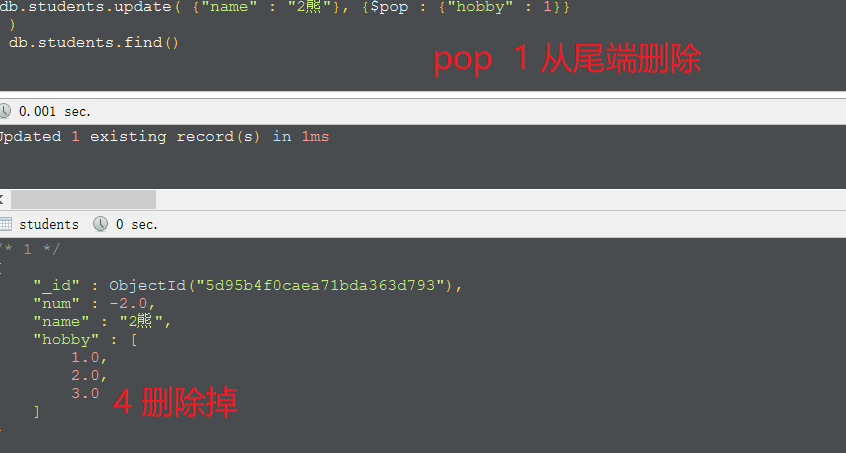 db.students.update( {"name" : "2熊"}, {$pop : {"hobby" : 1}}
)
db.students.find()
pop 1 从尾端删除
0.001 sec.
Updated 1 existing record(s) in 1ms
students 0 sec.
/* 1 */
{
"_id" : ObjectId("5d95b4f0caea71bda363d793"),
"num" : -2.0,
"name" : "2熊",
"hobby" : [
1.0,
2.0,
3.0
4 删除掉
]